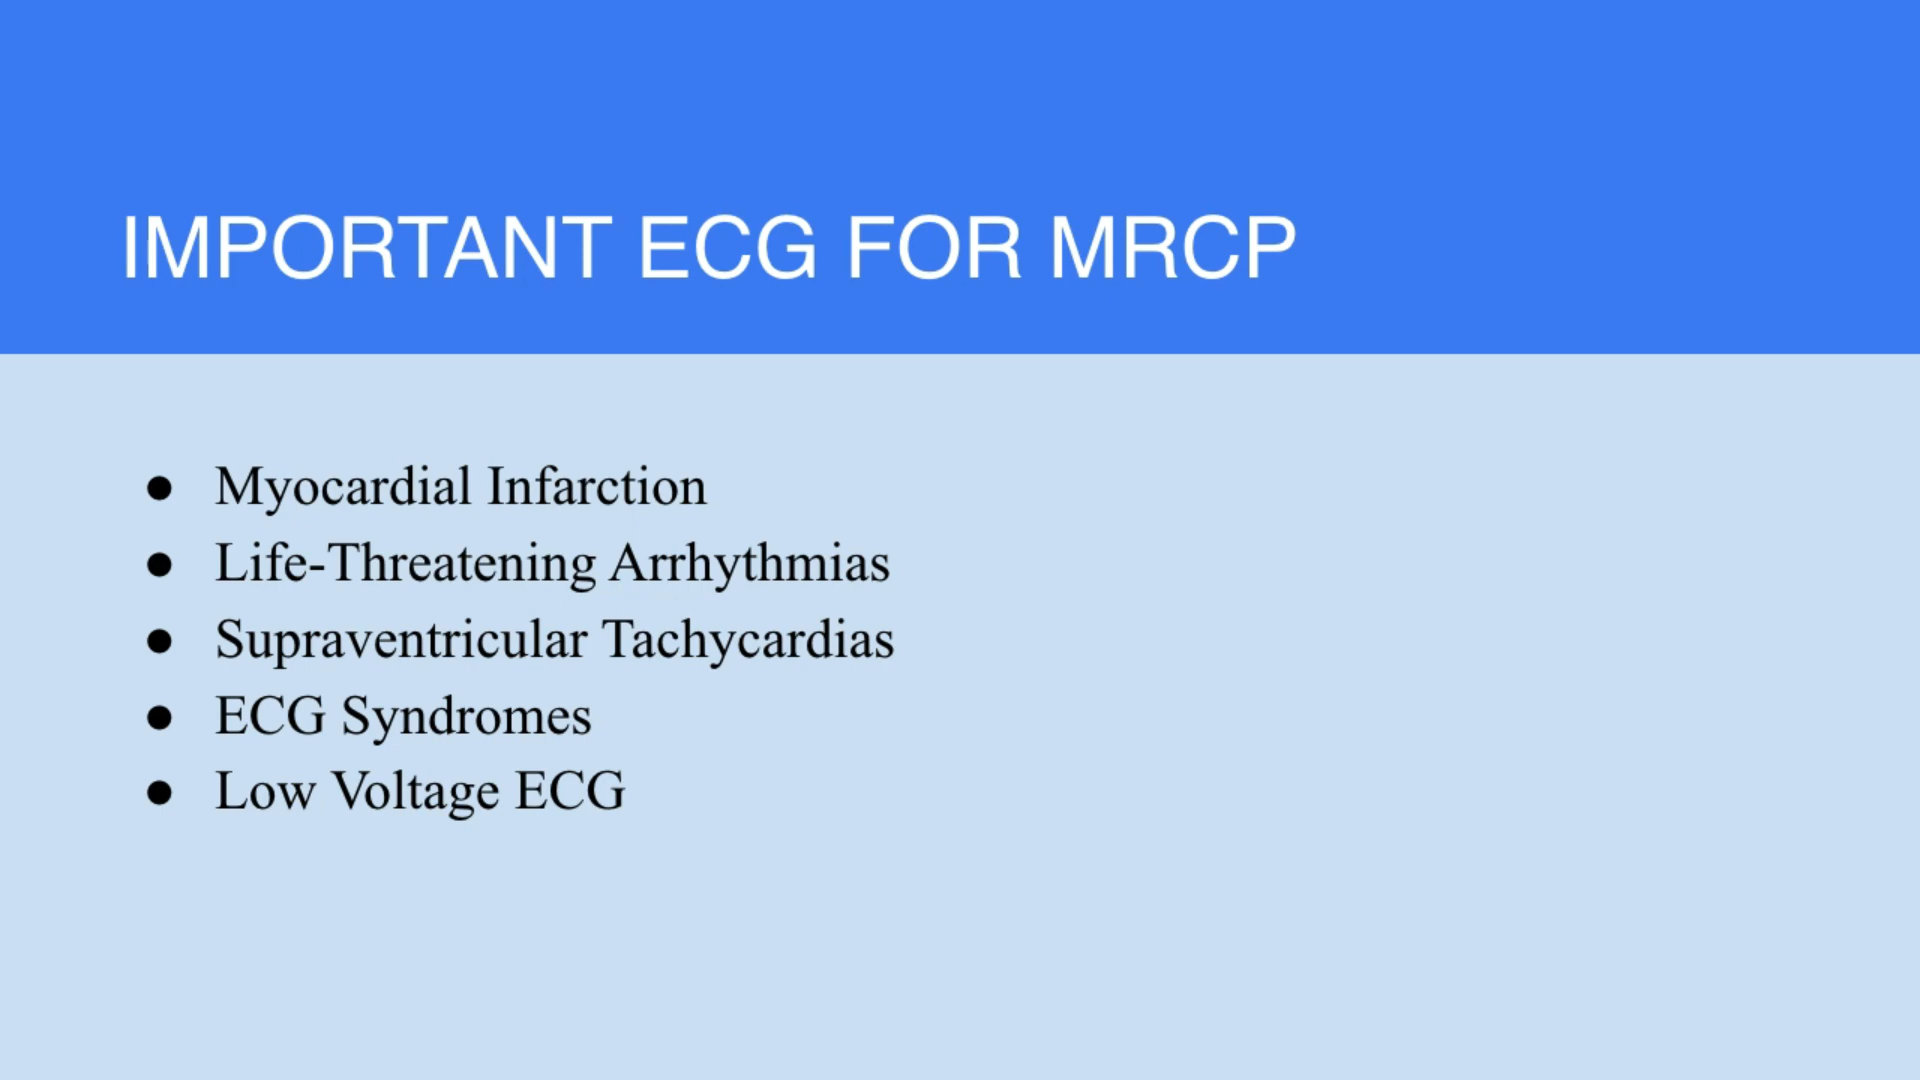 IMPORTANT ECG FOR MRCP
● Myocardial Infarction
● Life-Threatening Arrhythmias
● Supraventricular Tachycardias
● ECG Syndromes
● Low Voltage ECG